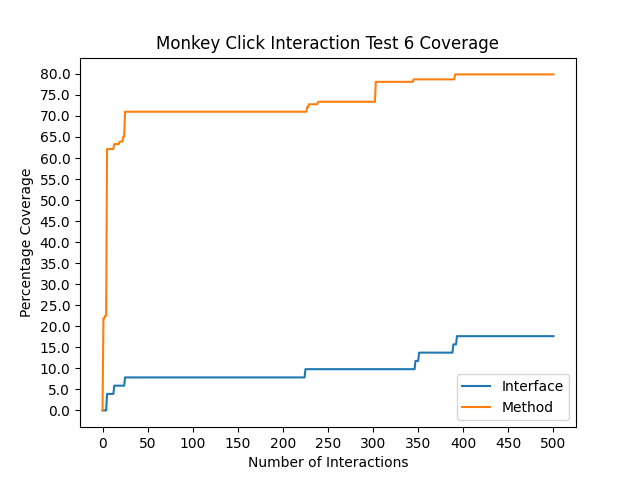 Monkey Click Interaction Test 6 Coverage
Percentage Coverage
80.0
75.0
70.0
65.0
60.0
55.0
50.0
45.0
40.0
35.0
30.0
25.0
20.0
15.0
10.0
5.0
0.0
Interface
Method
0 50 100 150 200 250 300 350 400 450 500
Number of Interactions